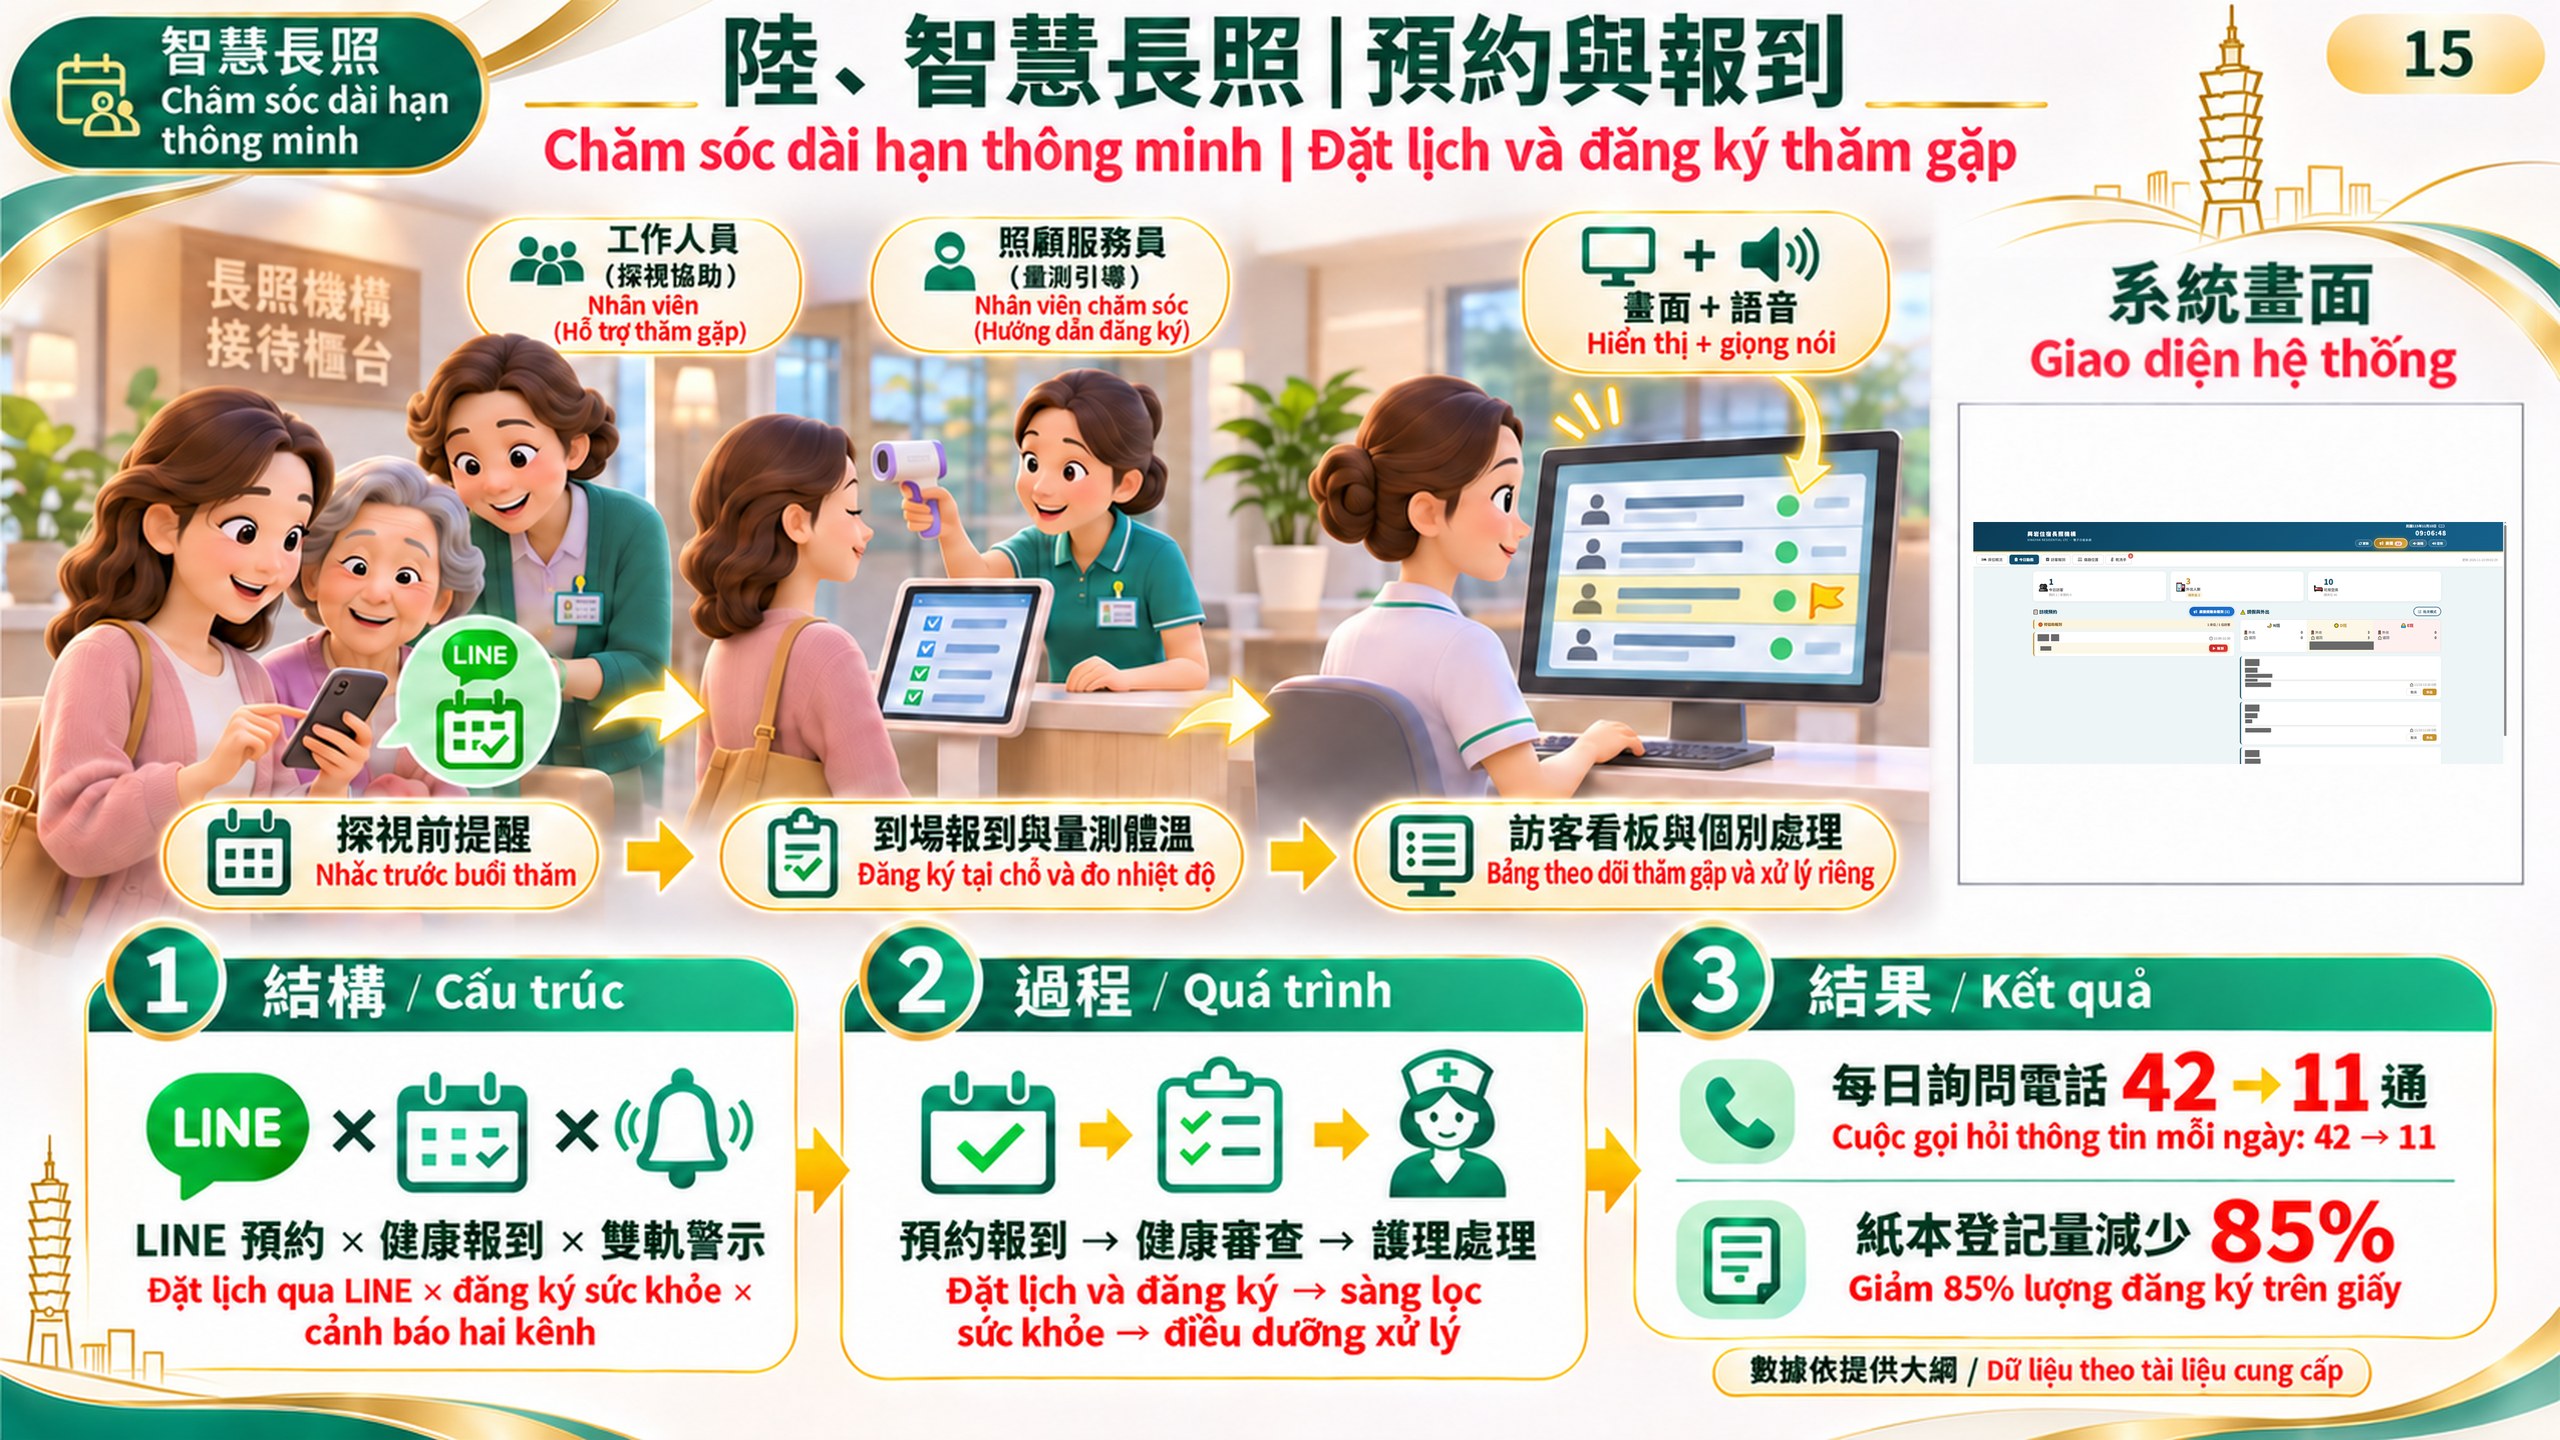 智慧長照
Châm sóc dài hạn
thông minh
陸、智慧長照|預約與報到
Chăm sóc dài hạn thông minh | Đặt lịch và đăng ký thăm gặp
15
長照機構
接待櫃台
工作人員
(探視協助)
Nhân viên
(Hỗ trợ thăm gặp)
照顧服務員
(量測引導)
Nhân viên chăm sóc
(Hướng dẫn đăng ký)
畫面 + 語音
Hiển thị + giọng nói
系統畫面
Giao diện hệ thống
09:06:48
1
3
10
LINE
探視前提醒
Nhắc trước buổi thăm
到場報到與量測體溫
Đăng ký tại chỗ và đo nhiệt độ
訪客看板與個別處理
Bảng theo dõi thăm gặp và xử lý riêng
1 結構 / Cấu trúc
LINE
LINE 預約 × 健康報到 × 雙軌警示
Đặt lịch qua LINE × đăng ký sức khỏe ×
cảnh báo hai kênh
2 過程 / Quá trình
預約報到 → 健康審查 → 護理處理
Đặt lịch và đăng ký → sàng lọc
sức khỏe → điều dưỡng xử lý
3 結果 / Kết quả
每日詢問電話 42 → 11 通
Cuộc gọi hỏi thông tin mỗi ngày: 42 → 11
紙本登記量減少 85%
Giảm 85% lượng đăng ký trên giấy
數據依提供大綱 / Dữ liệu theo tài liệu cung cấp